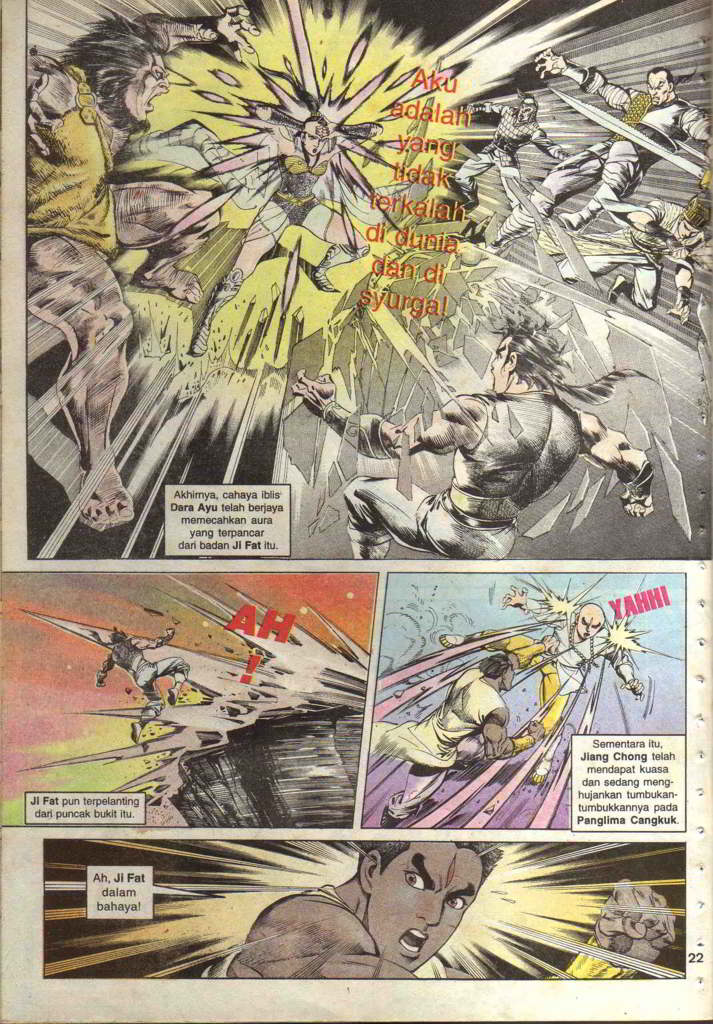 Aku
adalah
yang
tidak
terkalah
di dunia
dan di
syurga!
Akhirnya, cahaya iblis
Dara Ayu telah berjaya
memecahkan aura
yang terpancar
dari badan Ji Fat itu.
AH
!
Ji Fat pun terpelanting
dari puncak bukit itu.
YAHHI
Sementara itu,
Jiang Chong telah
mendapat kuasa
dan sedang meng-
hujankan tumbukan-
tumbukkannya pada
Panglima Cangkuk.
Ah, Ji Fat
dalam
bahaya!
22